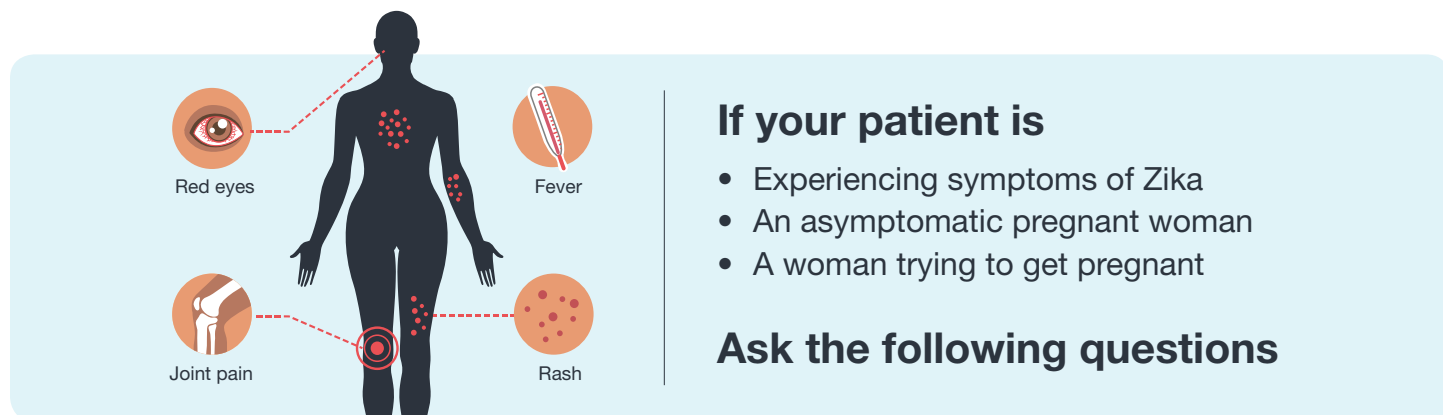 Red eyes
Fever
Joint pain
Rash
If your patient is
• Experiencing symptoms of Zika
• An asymptomatic pregnant woman
• A woman trying to get pregnant
Ask the following questions